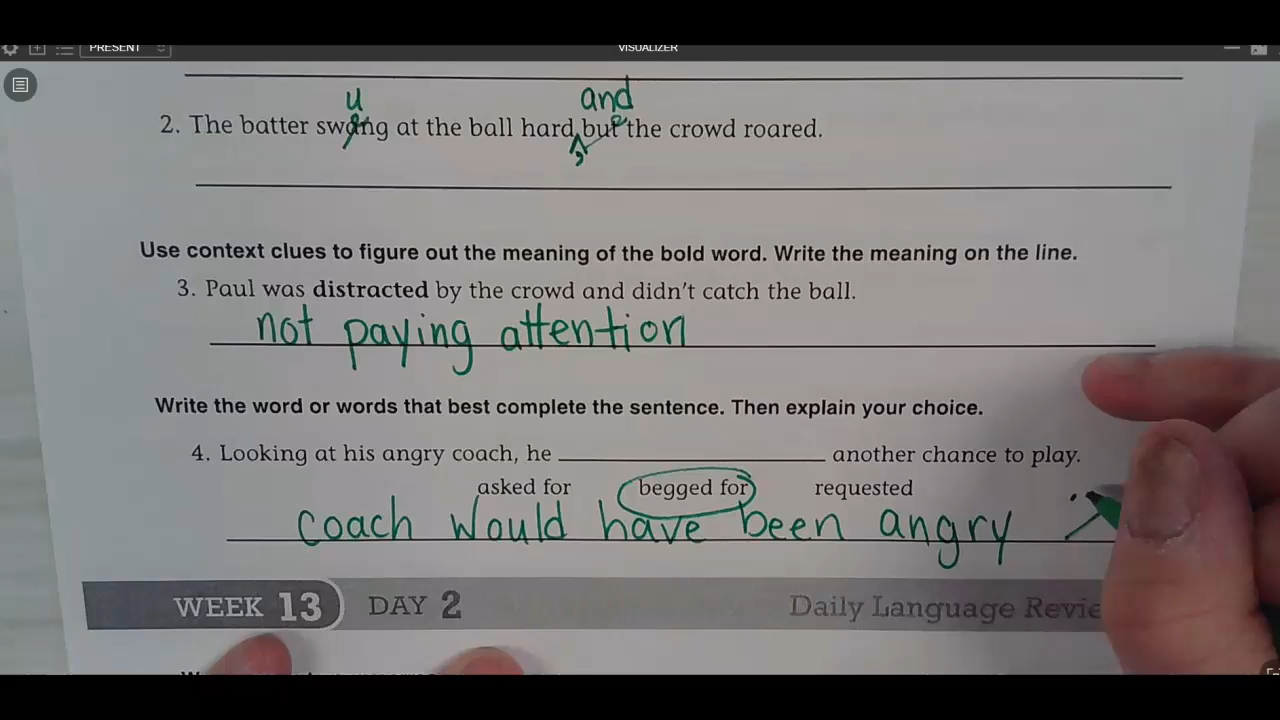 PRESENT VISUALIZER
u and
2. The batter swang at the ball hard but the crowd roared.
,
Use context clues to figure out the meaning of the bold word. Write the meaning on the line.
3. Paul was distracted by the crowd and didn't catch the ball.
not paying attention
Write the word or words that best complete the sentence. Then explain your choice.
4. Looking at his angry coach, he ____________ another chance to play.
asked for begged for requested
coach would have been angry
WEEK 13 DAY 2 Daily Language Revie